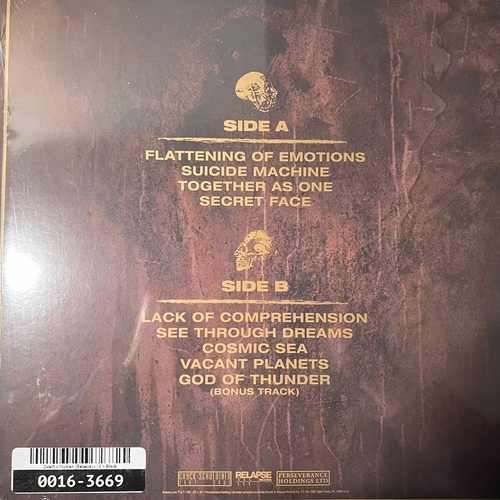 SIDE A
FLATTENING OF EMOTIONS
SUICIDE MACHINE
TOGETHER AS ONE
SECRET FACE
SIDE B
LACK OF COMPREHENSION
SEE THROUGH DREAMS
COSMIC SEA
VACANT PLANETS
GOD OF THUNDER
(BONUS TRACK)
0016-3669
RELAPSE
PERSEVERANCE
HOLDINGS LTD